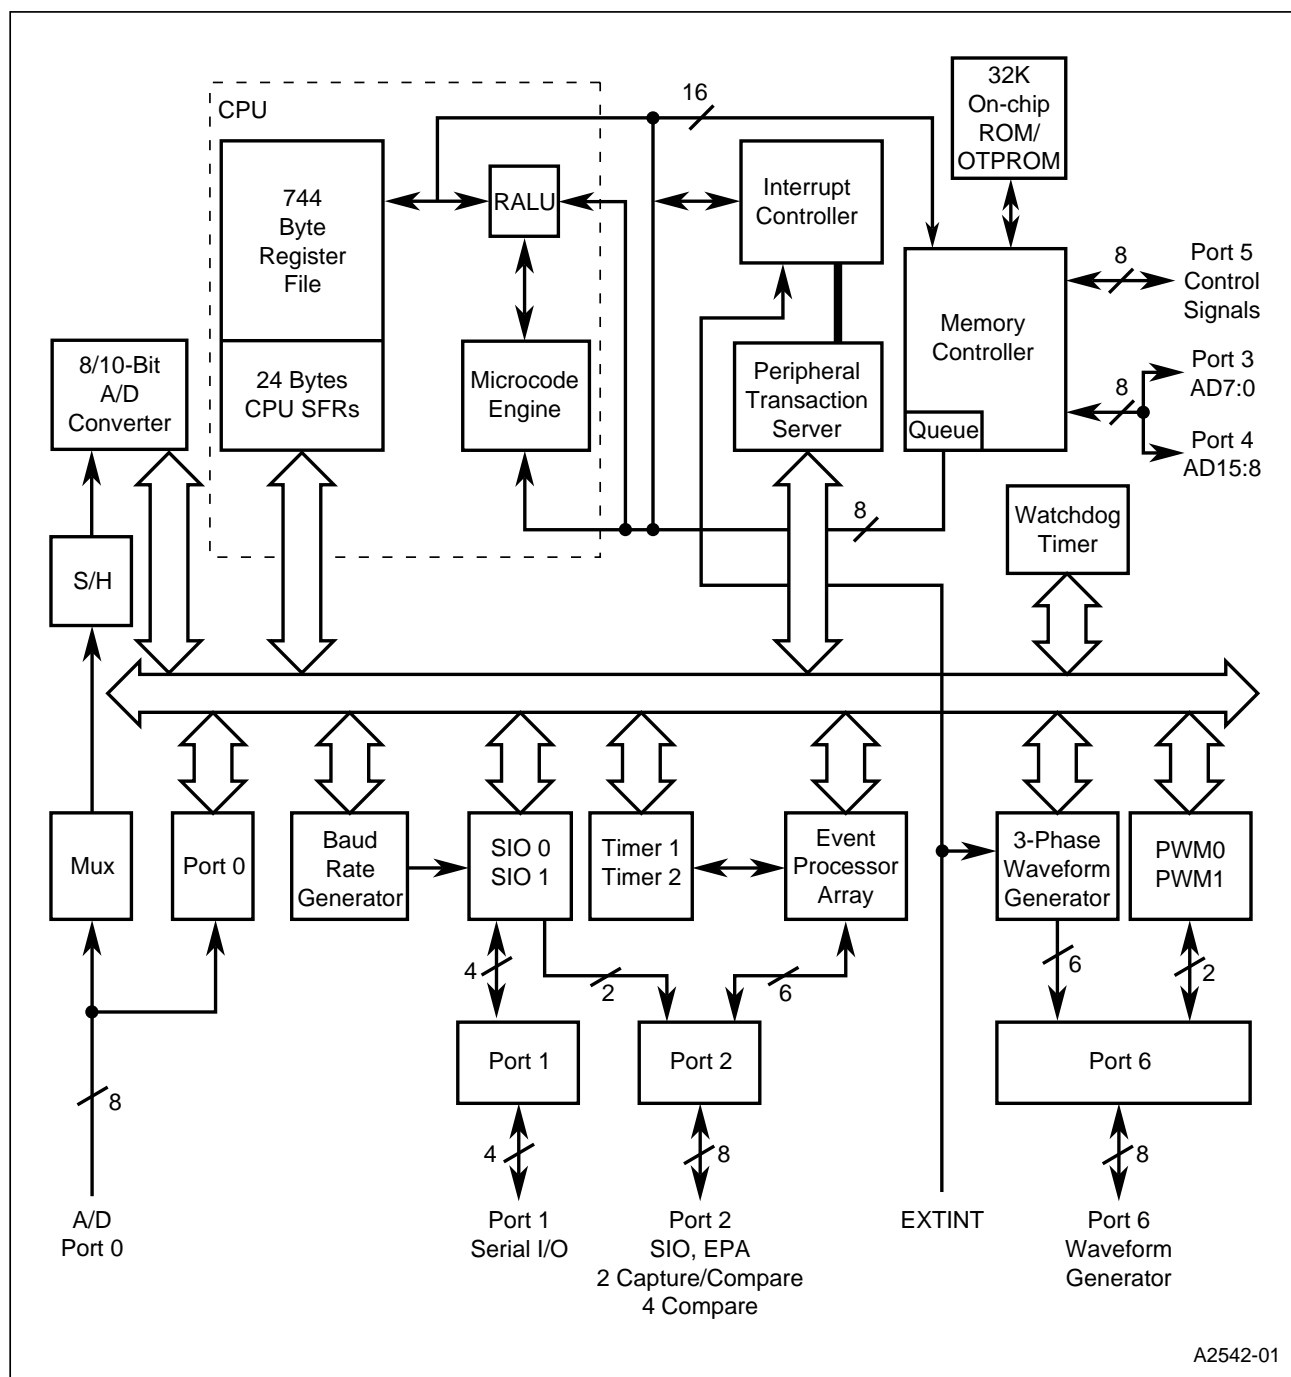 CPU
16
32K
On-chip
ROM/
OTPROM
744
Byte
Register
File
RALU
Interrupt
Controller
8
Port 5
Control
Signals
Memory
Controller
8/10-Bit
A/D
Converter
24 Bytes
CPU SFRs
Microcode
Engine
Peripheral
Transaction
Server
Queue
8
Port 3
AD7:0
Port 4
AD15:8
8
Watchdog
Timer
S/H
Mux
Port 0
Baud
Rate
Generator
SIO 0
SIO 1
Timer 1
Timer 2
Event
Processor
Array
3-Phase
Waveform
Generator
PWM0
PWM1
4
2
6
6
2
Port 1
Port 2
Port 6
8
4
8
8
A/D
Port 0
Port 1
Serial I/O
Port 2
SIO, EPA
2 Capture/Compare
4 Compare
EXTINT
Port 6
Waveform
Generator
A2542-01